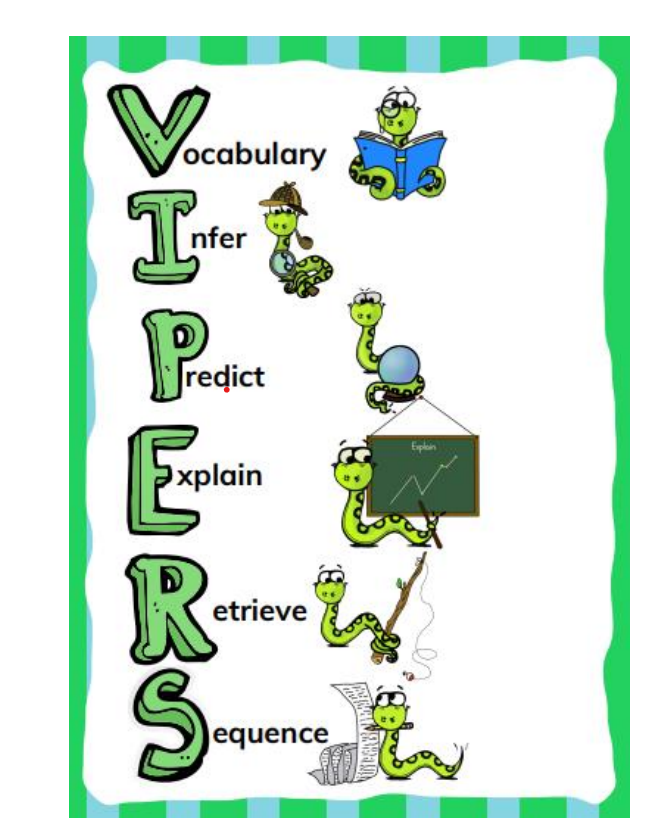 Vocabulary
Infer
Predict
Explain
Explain
Retrieve
Sequence